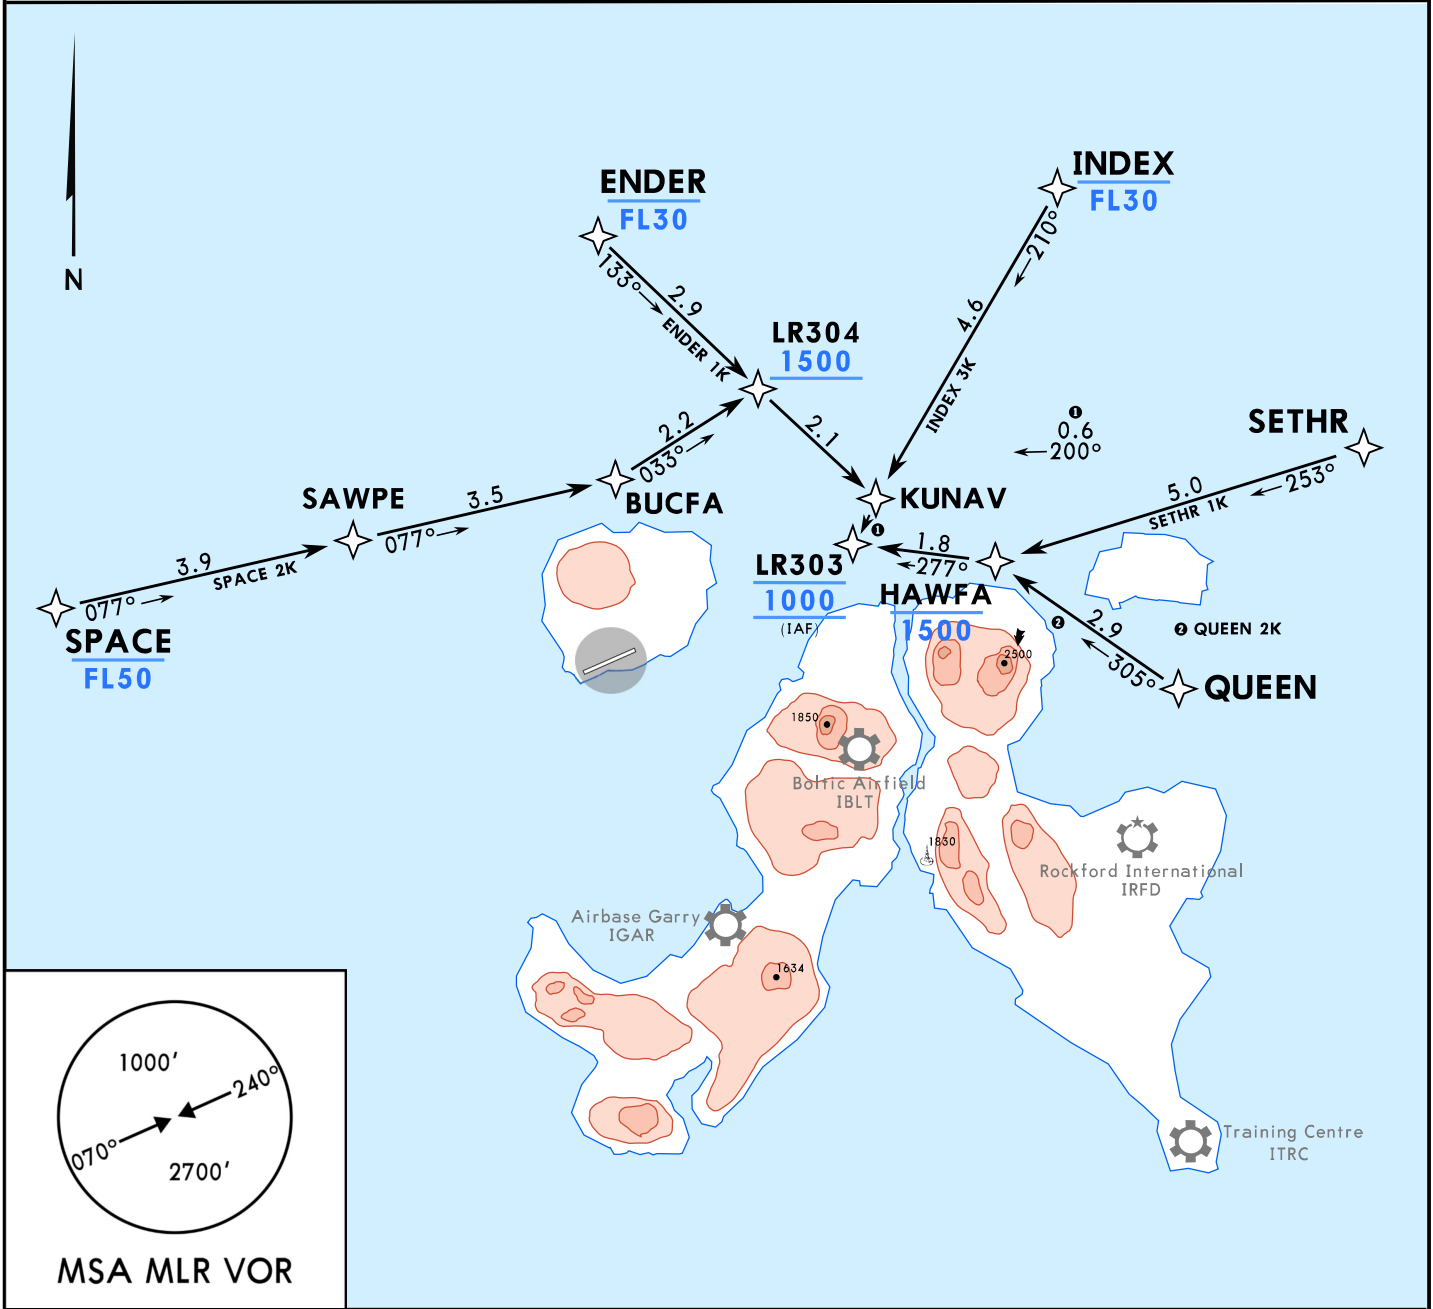 N
ENDER
FL30
INDEX
FL30
133°
2.9
ENDER 1K
210°
4.6
INDEX 3K
LR304
1500
2.1
❶
0.6
200°
SETHR
5.0
253°
SETHR 1K
2.2
033°
BUCFA
SAWPE
3.5
077°
3.9
077°
SPACE 2K
SPACE
FL50
KUNAV
❶
LR303
1000
(IAF)
1.8
277°
HAWFA
1500
❷
2.9
305°
❷ QUEEN 2K
QUEEN
2500
1850
Boltic Airfield
IBLT
1830
Rockford International
IRFD
Airbase Garry
IGAR
1634
Training Centre
ITRC
1000'
240°
070°
2700'
MSA MLR VOR